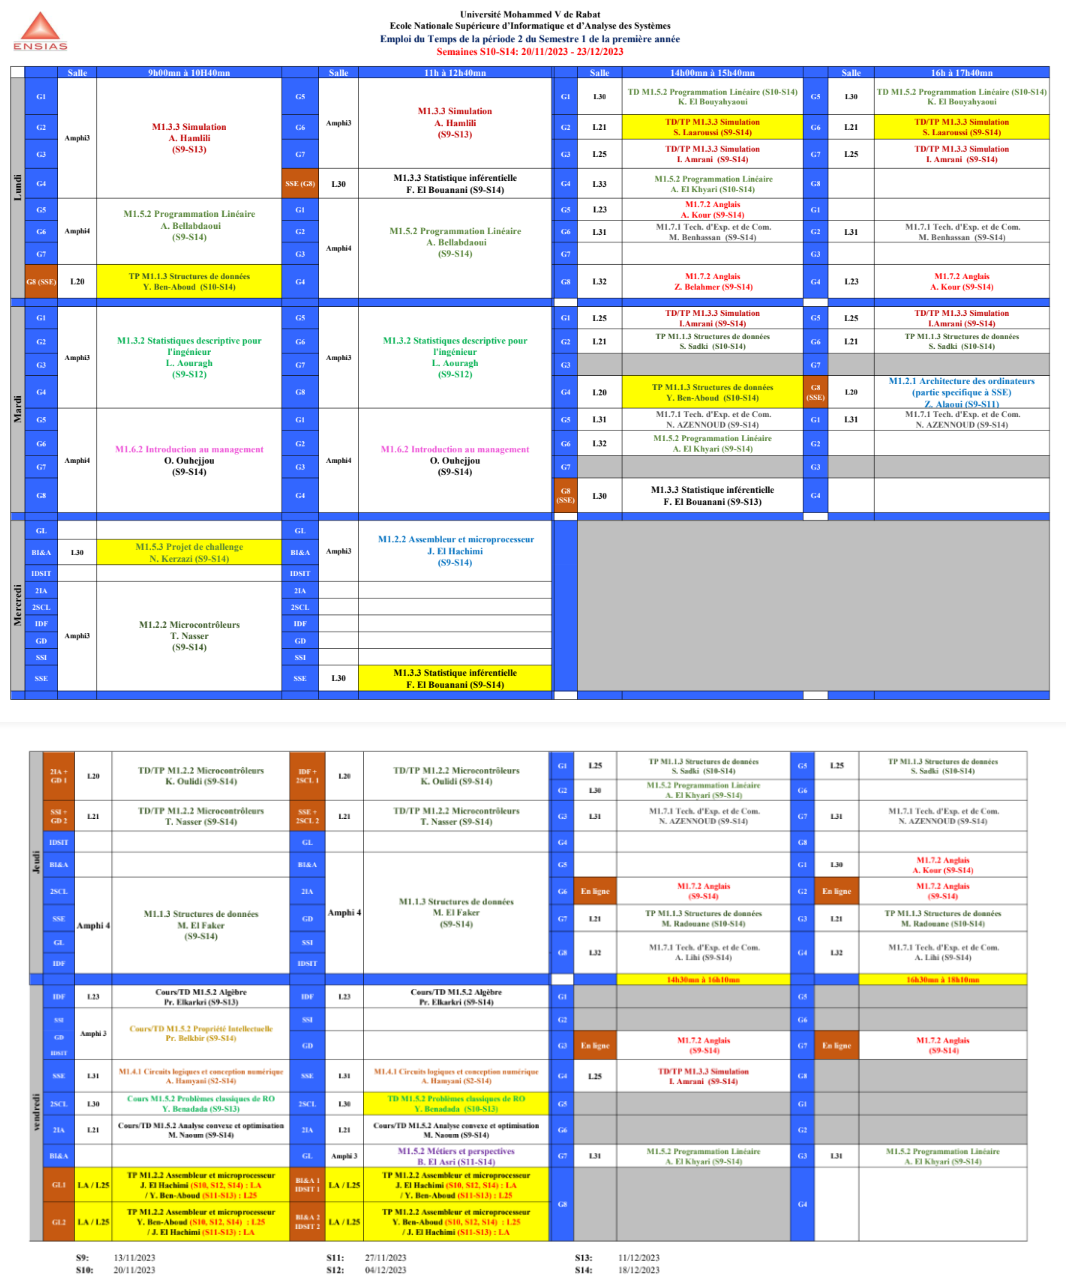 Université Mohammed V de Rabat
Ecole Nationale Supérieure d'Informatique et d'Analyse des Systèmes
Emploi du Temps de la période 2 du Semestre 1 de la première année
Semaines S10-S14: 20/11/2023 - 23/12/2023
ENSIAS
Salle 9h00mn à 10H40mn Salle 11h à 12h40mn Salle 14h00mn à 15h40mn Salle 16h à 17h40mn
Lundi
G1
G2
G3
G4
Amphi3
M1.3.3 Simulation
A. Hamlili
(S9-S13)
G5
G6
G7
Amphi4
M1.5.2 Programmation Linéaire
A. Bellabdaoui
(S9-S14)
G8 (SSE) L20
TP M1.1.3 Structures de données
Y. Ben-Aboud (S10-S14)
G5
G6
G7
Amphi3
M1.3.3 Simulation
A. Hamlili
(S9-S13)
SSE (G8) L30
M1.3.3 Statistique inférentielle
F. El Bouanani (S9-S14)
G1
G2
G3
G4
Amphi4
M1.5.2 Programmation Linéaire
A. Bellabdaoui
(S9-S14)
G1 L30
TD M1.5.2 Programmation Linéaire (S10-S14)
K. El Bouyahyaoui
G2 L21
TD/TP M1.3.3 Simulation
S. Laaroussi (S9-S14)
G3 L25
TD/TP M1.3.3 Simulation
I. Amrani (S9-S14)
G4 L33
M1.5.2 Programmation Linéaire
A. El Khyari (S10-S14)
G5 L23
M1.7.2 Anglais
A. Kour (S9-S14)
G6 L31
M1.7.1 Tech. d'Exp. et de Com.
M. Benhassan (S9-S14)
G7
G8 L32
M1.7.2 Anglais
Z. Belahmer (S9-S14)
G5 L30
TD M1.5.2 Programmation Linéaire (S10-S14)
K. El Bouyahyaoui
G6 L21
TD/TP M1.3.3 Simulation
S. Laaroussi (S9-S14)
G7 L25
TD/TP M1.3.3 Simulation
I. Amrani (S9-S14)
G8
G1
G2 L31
M1.7.1 Tech. d'Exp. et de Com.
M. Benhassan (S9-S14)
G3
G4 L23
M1.7.2 Anglais
A. Kour (S9-S14)
Mardi
G1
G2
G3
G4
Amphi3
M1.3.2 Statistiques descriptive pour
l'ingénieur
L. Aouragh
(S9-S12)
G5
G6
G7
G8
Amphi4
M1.6.2 Introduction au management
O. Ouhejjou
(S9-S14)
G5
G6
G7
G8
Amphi3
M1.3.2 Statistiques descriptive pour
l'ingénieur
L. Aouragh
(S9-S12)
G1
G2
G3
G4
Amphi4
M1.6.2 Introduction au management
O. Ouhejjou
(S9-S14)
G1 L25
TD/TP M1.3.3 Simulation
I.Amrani (S9-S14)
G2 L21
TP M1.1.3 Structures de données
S. Sadki (S10-S14)
G3
G4 L20
TP M1.1.3 Structures de données
Y. Ben-Aboud (S10-S14)
G5 L31
M1.7.1 Tech. d'Exp. et de Com.
N. AZENNOUD (S9-S14)
G6 L32
M1.5.2 Programmation Linéaire
A. El Khyari (S9-S14)
G7
G8
(SSE) L30
M1.3.3 Statistique inférentielle
F. El Bouanani (S9-S13)
G5 L25
TD/TP M1.3.3 Simulation
I.Amrani (S9-S14)
G6 L21
TP M1.1.3 Structures de données
S. Sadki (S10-S14)
G7
G8
(SSE) L20
M1.2.1 Architecture des ordinateurs
(partie specifique à SSE)
Z. Alaoui (S9-S11)
G1 L31
M1.7.1 Tech. d'Exp. et de Com.
N. AZENNOUD (S9-S14)
G2
G3
G4
Mercredi
GL
BI&A L30
M1.5.3 Projet de challenge
N. Kerzazi (S9-S14)
IDSIT
2IA
2SCL
IDF
GD
SSI
SSE
Amphi3
M1.2.2 Microcontrôleurs
T. Nasser
(S9-S14)
GL
BI&A
IDSIT
Amphi3
M1.2.2 Assembleur et microprocesseur
J. El Hachimi
(S9-S14)
2IA
2SCL
IDF
GD
SSI
SSE L30
M1.3.3 Statistique inférentielle
F. El Bouanani (S9-S14)
Jeudi
2IA +
GD 1 L20
TD/TP M1.2.2 Microcontrôleurs
K. Oulidi (S9-S14)
SSI +
GD 2 L21
TD/TP M1.2.2 Microcontrôleurs
T. Nasser (S9-S14)
IDSIT
BI&A
2SCL
SSE
GL
IDF
Amphi 4
M1.1.3 Structures de données
M. El Faker
(S9-S14)
IDF +
2SCL 1 L20
TD/TP M1.2.2 Microcontrôleurs
K. Oulidi (S9-S14)
SSE +
2SCL 2 L21
TD/TP M1.2.2 Microcontrôleurs
T. Nasser (S9-S14)
GL
BI&A
2IA
GD
SSI
IDSIT
Amphi 4
M1.1.3 Structures de données
M. El Faker
(S9-S14)
G1 L25
TP M1.1.3 Structures de données
S. Sadki (S10-S14)
G2 L30
M1.5.2 Programmation Linéaire
A. El Khyari (S9-S14)
G3 L31
M1.7.1 Tech. d'Exp. et de Com.
N. AZENNOUD (S9-S14)
G4
G5
G6 En ligne
M1.7.2 Anglais
(S9-S14)
G7 L21
TP M1.1.3 Structures de données
M. Radouane (S10-S14)
G8 L32
M1.7.1 Tech. d'Exp. et de Com.
A. Lihi (S9-S14)
G5 L25
TP M1.1.3 Structures de données
S. Sadki (S10-S14)
G6
G7 L31
M1.7.1 Tech. d'Exp. et de Com.
N. AZENNOUD (S9-S14)
G8
G1 L30
M1.7.2 Anglais
A. Kour (S9-S14)
G2 En ligne
M1.7.2 Anglais
(S9-S14)
G3 L21
TP M1.1.3 Structures de données
M. Radouane (S10-S14)
G4 L32
M1.7.1 Tech. d'Exp. et de Com.
A. Lihi (S9-S14)
14h30mn à 16h10mn 16h30mn à 18h10mn
vendredi
IDF L23
Cours/TD M1.5.2 Algèbre
Pr. Elkarkri (S9-S13)
SSI
GD
IDSIT
Amphi 3
Cours/TD M1.5.2 Propriété Intellectuelle
Pr. Belkbir (S9-S14)
SSE L31
M1.4.1 Circuits logiques et conception numérique
A. Hamyani (S2-S14)
2SCL L30
Cours M1.5.2 Problèmes classiques de RO
Y. Benadada (S9-S13)
2IA L21
Cours/TD M1.5.2 Analyse convexe et optimisation
M. Naoum (S9-S14)
BI&A
GL1 LA / L25
TP M1.2.2 Assembleur et microprocesseur
J. El Hachimi (S10, S12, S14) : LA
/ Y. Ben-Aboud (S11-S13) : L25
GL2 LA / L25
TP M1.2.2 Assembleur et microprocesseur
Y. Ben-Aboud (S10, S12, S14) : L25
/ J. El Hachimi (S11-S13) : LA
IDF L23
Cours/TD M1.5.2 Algèbre
Pr. Elkarkri (S9-S14)
SSI
GD
SSE L31
M1.4.1 Circuits logiques et conception numérique
A. Hamyani (S2-S14)
2SCL L30
TD M1.5.2 Problèmes classiques de RO
Y. Benadada (S10-S13)
2IA L21
Cours/TD M1.5.2 Analyse convexe et optimisation
M. Naoum (S9-S14)
GL Amphi 3
M1.5.2 Métiers et perspectives
B. El Asri (S11-S14)
BI&A 1
IDSIT 1 LA / L25
TP M1.2.2 Assembleur et microprocesseur
J. El Hachimi (S10, S12, S14) : LA
/ Y. Ben-Aboud (S11-S13) : L25
BI&A 2
IDSIT 2 LA / L25
TP M1.2.2 Assembleur et microprocesseur
Y. Ben-Aboud (S10, S12, S14) : L25
/ J. El Hachimi (S11-S13) : LA
G1
G2
G3 En ligne
M1.7.2 Anglais
(S9-S14)
G4 L25
TD/TP M1.3.3 Simulation
I. Amrani (S9-S14)
G5
G6
G7 L31
M1.5.2 Programmation Linéaire
A. El Khyari (S9-S14)
G8
G5
G6
G7 En ligne
M1.7.2 Anglais
(S9-S14)
G8
G1
G2
G3 L31
M1.5.2 Programmation Linéaire
A. El Khyari (S9-S14)
G4
S9: 13/11/2023 S11: 27/11/2023 S13: 11/12/2023
S10: 20/11/2023 S12: 04/12/2023 S14: 18/12/2023